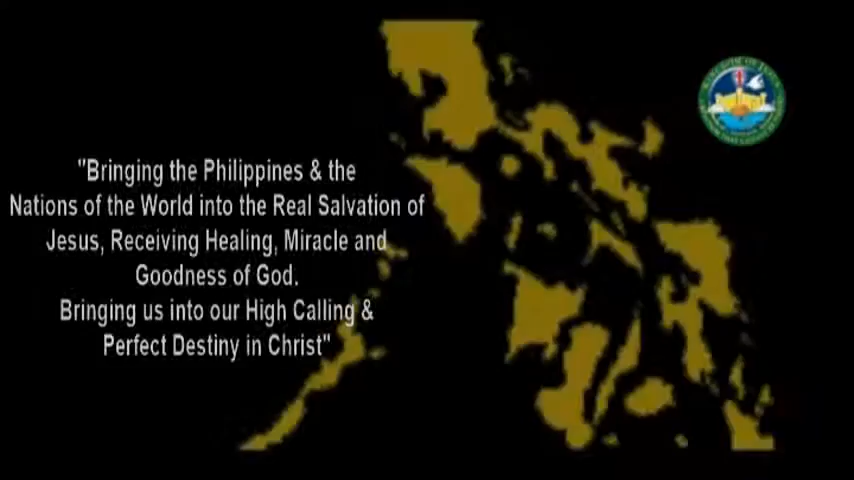 "Bringing the Philippines & the
Nations of the World into the Real Salvation of
Jesus, Receiving Healing, Miracle and
Goodness of God.
Bringing us into our High Calling &
Perfect Destiny in Christ"